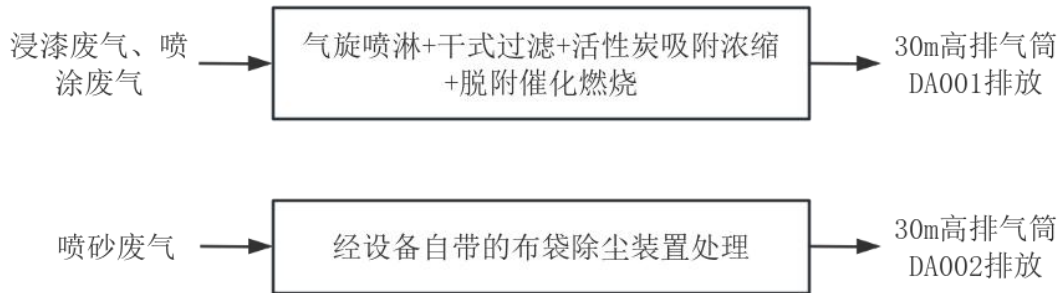 浸漆废气、喷
涂废气
气旋喷淋+干式过滤+活性炭吸附浓缩
+脱附催化燃烧
30m高排气筒
DA001排放
喷砂废气
经设备自带的布袋除尘装置处理
30m高排气筒
DA002排放